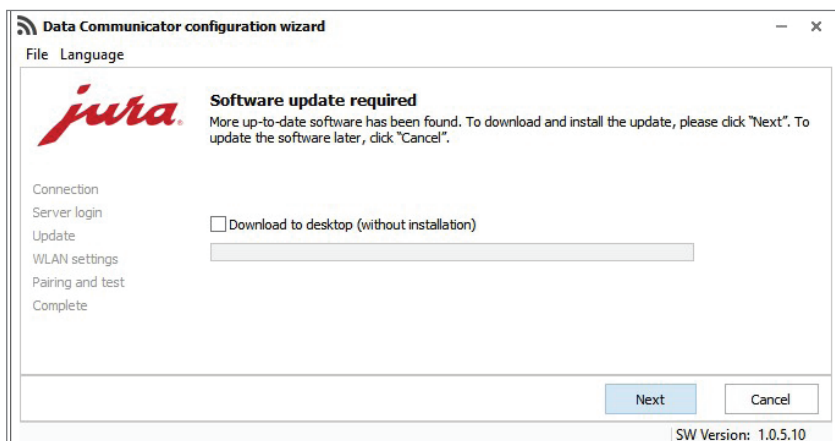 Data Communicator configuration wizard
File Language
jura
Software update required
More up-to-date software has been found. To download and install the update, please click “Next”. To
update the software later, click “Cancel”.
Connection
Server login
Update
WLAN settings
Pairing and test
Complete
Download to desktop (without installation)
Next Cancel
SW Version: 1.0.5.10